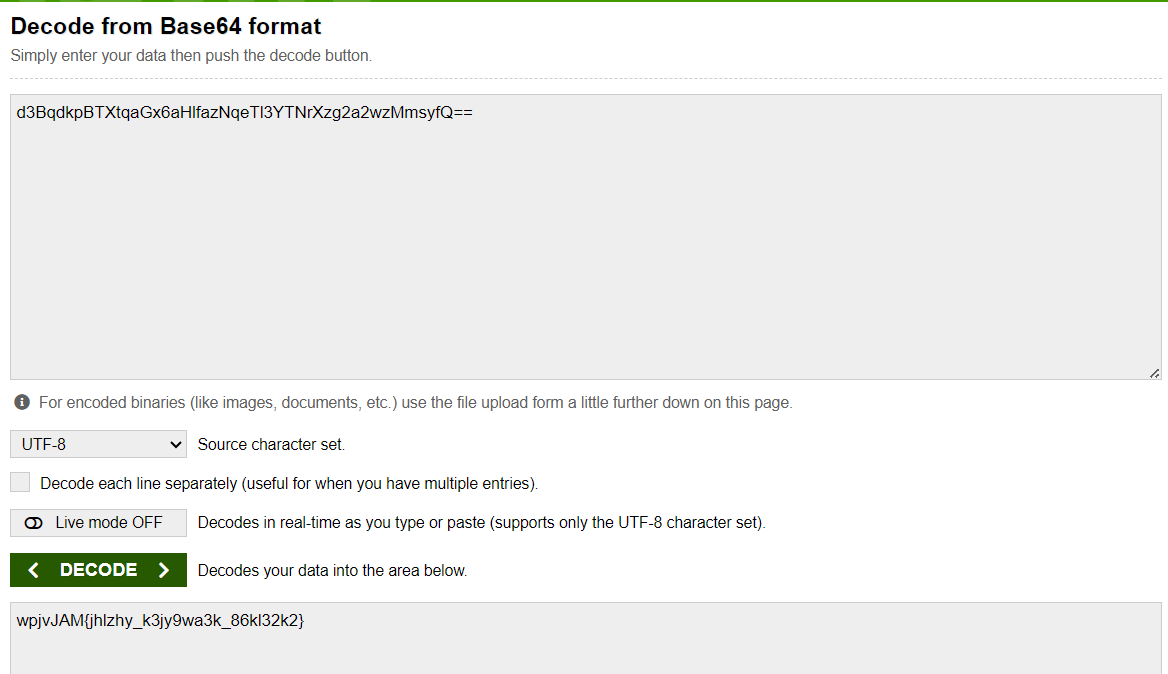 Decode from Base64 format
Simply enter your data then push the decode button.
d3BqdkpBTXtqaGx6aHlfazNqeTl3YTNrXzg2a2wzMmsyfQ==
For encoded binaries (like images, documents, etc.) use the file upload form a little further down on this page.
UTF-8 Source character set.
Decode each line separately (useful for when you have multiple entries).
Live mode OFF Decodes in real-time as you type or paste (supports only the UTF-8 character set).
DECODE Decodes your data into the area below.
wpjvJAM{jhlzhy_k3jy9wa3k_86kl32k2}